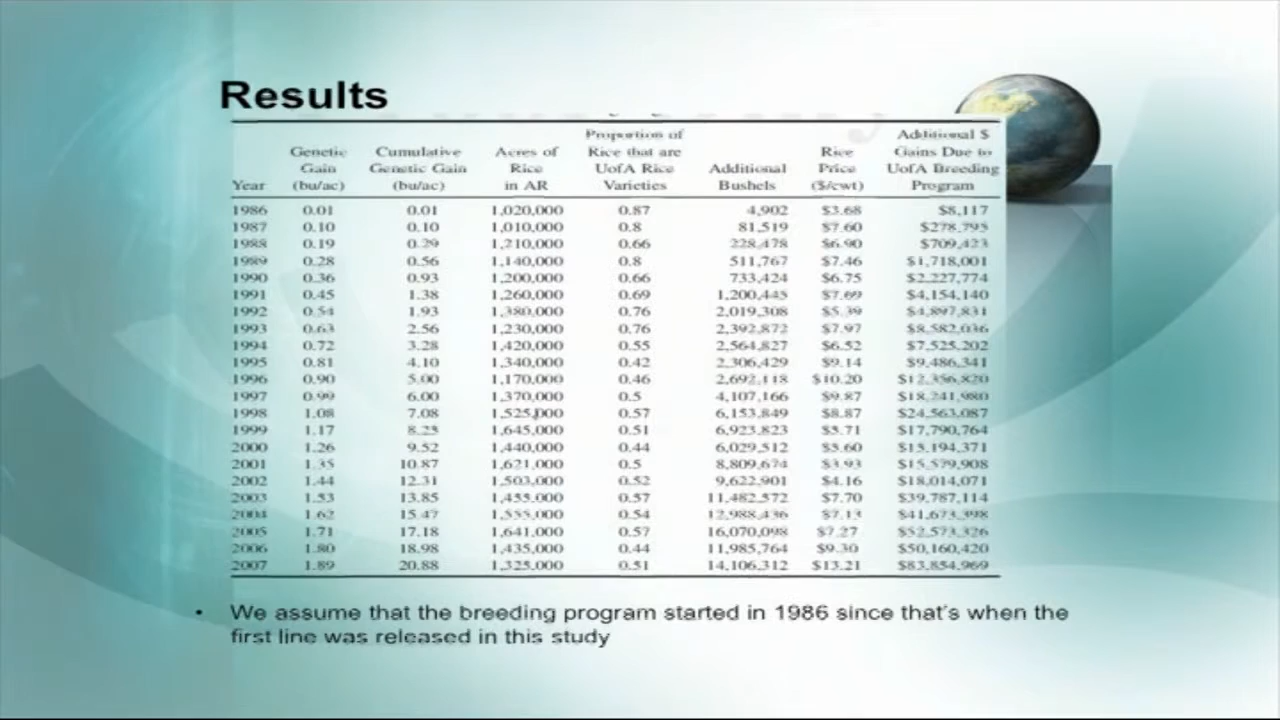 Results
Proportion of Additional $
Genetic Cumulative Acres of Rice that are Rice Gains Due to
Gain Genetic Gain Rice UofA Rice Additional Price UofA Breeding
Year (bu/ac) (bu/ac) in AR Varieties Bushels ($/cwt) Program
1986 0.01 0.01 1,020,000 0.87 4,902 $3.68 $8,117
1987 0.10 0.10 1,010,000 0.8 81,519 $7.60 $278,795
1988 0.19 0.29 1,210,000 0.66 228,478 $6.90 $709,423
1989 0.28 0.56 1,140,000 0.8 511,767 $7.46 $1,718,001
1990 0.36 0.93 1,200,000 0.66 733,424 $6.75 $2,227,774
1991 0.45 1.38 1,260,000 0.69 1,200,445 $7.69 $4,154,140
1992 0.54 1.93 1,380,000 0.76 2,019,308 $5.39 $4,897,831
1993 0.63 2.56 1,230,000 0.76 2,392,872 $7.97 $8,582,036
1994 0.72 3.28 1,420,000 0.55 2,564,827 $6.52 $7,525,202
1995 0.81 4.10 1,340,000 0.42 2,306,429 $9.14 $9,486,341
1996 0.90 5.00 1,170,000 0.46 2,692,118 $10.20 $12,356,820
1997 0.99 6.00 1,370,000 0.5 4,107,166 $9.87 $18,241,980
1998 1.08 7.08 1,525,000 0.57 6,153,849 $8.87 $24,563,087
1999 1.17 8.25 1,645,000 0.51 6,923,823 $5.71 $17,790,764
2000 1.26 9.52 1,440,000 0.44 6,029,512 $5.60 $15,194,371
2001 1.35 10.87 1,621,000 0.5 8,809,674 $3.93 $15,579,908
2002 1.44 12.31 1,503,000 0.52 9,622,901 $4.16 $18,014,071
2003 1.53 13.85 1,455,000 0.57 11,482,572 $7.70 $39,787,114
2004 1.62 15.47 1,555,000 0.54 12,988,436 $7.13 $41,673,398
2005 1.71 17.18 1,641,000 0.57 16,070,098 $7.27 $52,573,326
2006 1.80 18.98 1,435,000 0.44 11,985,764 $9.30 $50,160,420
2007 1.89 20.88 1,325,000 0.51 14,106,312 $13.21 $83,854,969
• We assume that the breeding program started in 1986 since that's when the
first line was released in this study